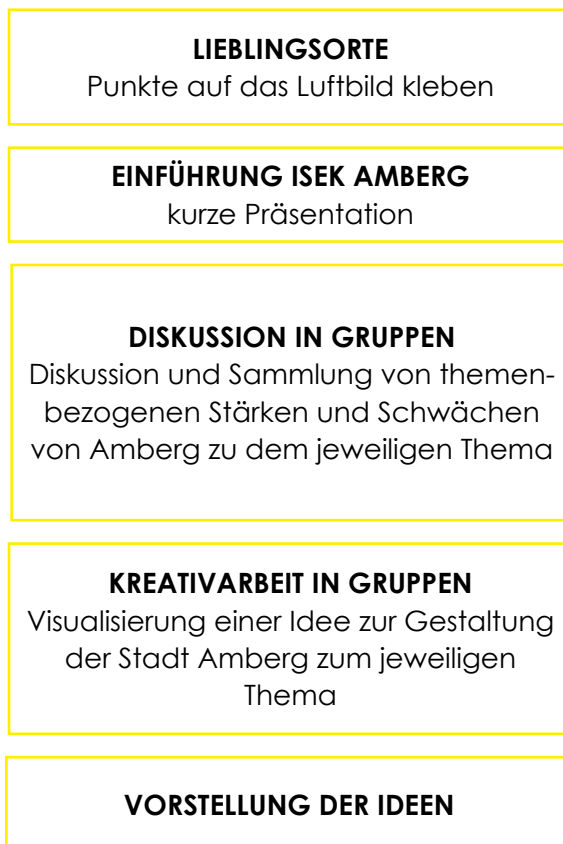 LIEBLINGSORTE
Punkte auf das Luftbild kleben
EINFÜHRUNG ISEK AMBERG
kurze Präsentation
DISKUSSION IN GRUPPEN
Diskussion und Sammlung von themen-
bezogenen Stärken und Schwächen
von Amberg zu dem jeweiligen Thema
KREATIVARBEIT IN GRUPPEN
Visualisierung einer Idee zur Gestaltung
der Stadt Amberg zum jeweiligen
Thema
VORSTELLUNG DER IDEEN